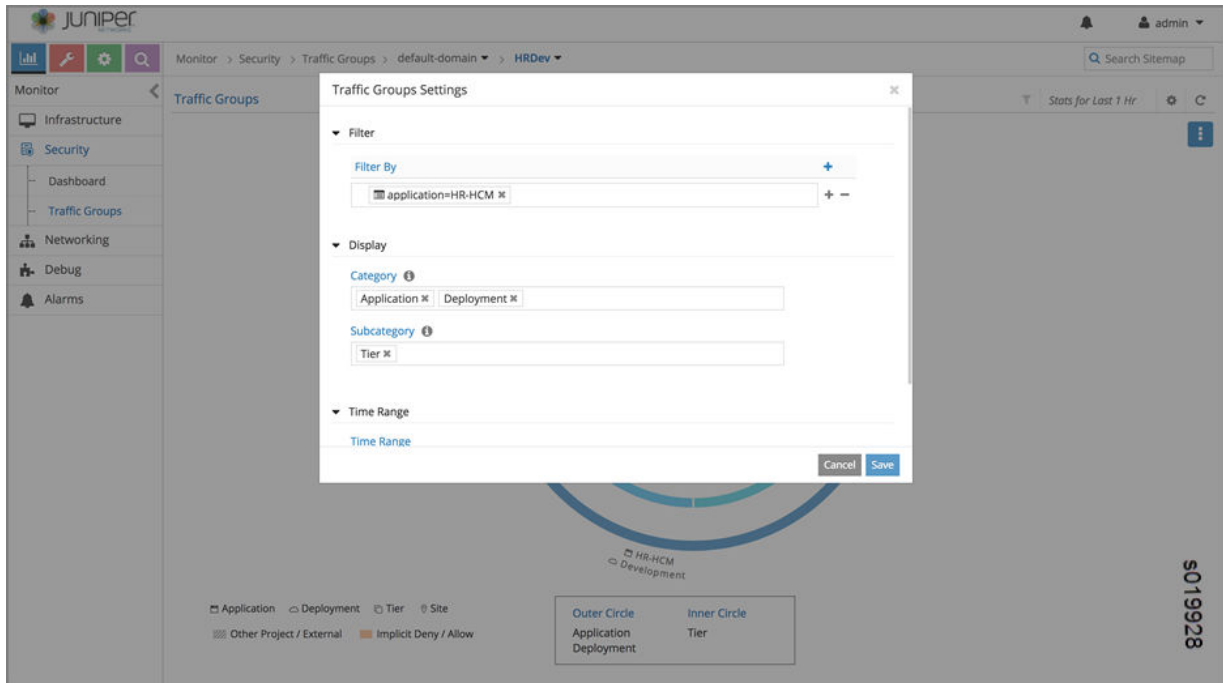 JUNIPER
NETWORKS
admin
Monitor > Security > Traffic Groups > default-domain > HRDev
Search Sitemap
Monitor
Infrastructure
Security
Dashboard
Traffic Groups
Networking
Debug
Alarms
Traffic Groups
Stats for Last 1 Hr
Traffic Groups Settings
Filter
Filter By
application=HR-HCM
Display
Category
Application
Deployment
Subcategory
Tier
Time Range
Time Range
Cancel
Save
HR-HCM
Development
Application Deployment Tier Site
Other Project / External Implicit Deny / Allow
Outer Circle Inner Circle
Application Tier
Deployment
s019928